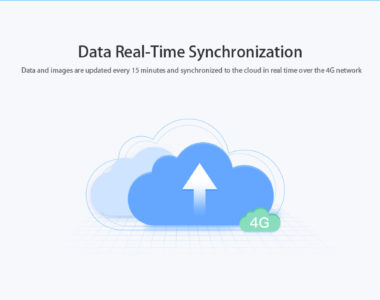 Data Real-Time Synchronization
Data and images are updated every 15 minutes and synchronized to the cloud in real time over the 4G network
4G